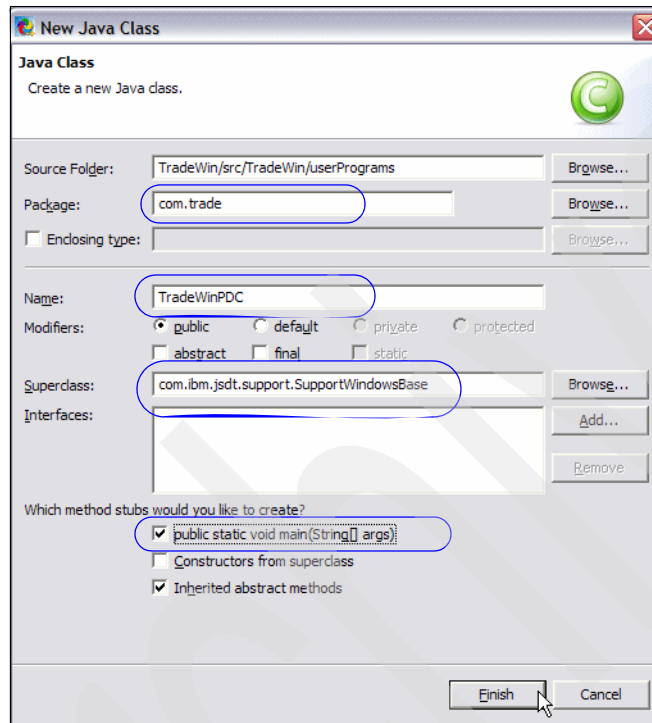 New Java Class
Java Class
Create a new Java class.
C
Source Folder: TradeWin/src/TradeWin/userPrograms Browse...
Package: com.trade Browse...
Enclosing type: Browse...
Name: TradeWinPDC
Modifiers: public default private protected
abstract final static
Superclass: com.ibm.jsdt.support.SupportWindowsBase Browse...
Interfaces: Add...
Remove
Which method stubs would you like to create?
public static void main(String[] args)
Constructors from superclass
Inherited abstract methods
Finish Cancel